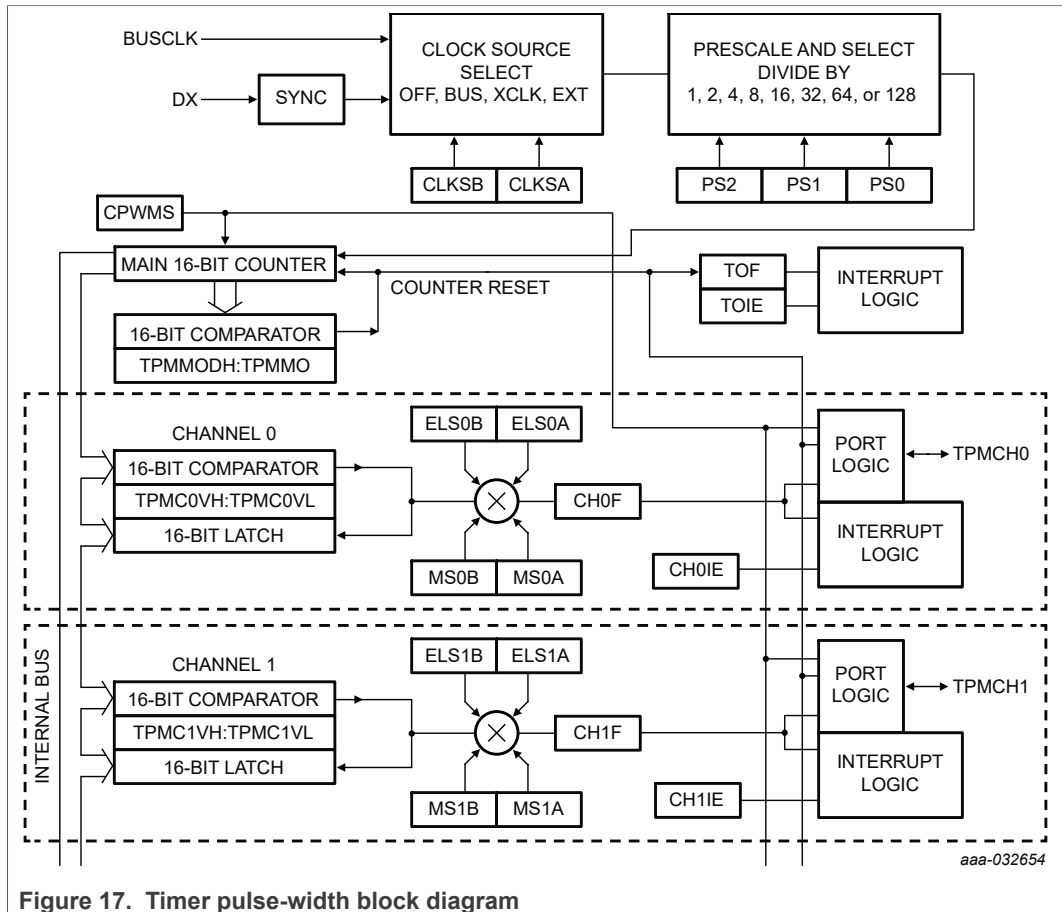 BUSCLK
DX
SYNC
CLOCK SOURCE
SELECT
OFF, BUS, XCLK, EXT
PRESCALE AND SELECT
DIVIDE BY
1, 2, 4, 8, 16, 32, 64, or 128
CLKSB
CLKSA
PS2
PS1
PS0
CPWMS
MAIN 16-BIT COUNTER
COUNTER RESET
16-BIT COMPARATOR
TPMMODH:TPMMO
TOF
TOIE
INTERRUPT
LOGIC
CHANNEL 0
16-BIT COMPARATOR
TPMC0VH:TPMC0VL
16-BIT LATCH
ELS0B
ELS0A
MS0B
MS0A
CH0F
CH0IE
PORT
LOGIC
TPMCH0
INTERRUPT
LOGIC
INTERNAL BUS
CHANNEL 1
16-BIT COMPARATOR
TPMC1VH:TPMC1VL
16-BIT LATCH
ELS1B
ELS1A
MS1B
MS1A
CH1F
CH1IE
PORT
LOGIC
TPMCH1
INTERRUPT
LOGIC
aaa-032654
Figure 17. Timer pulse-width block diagram